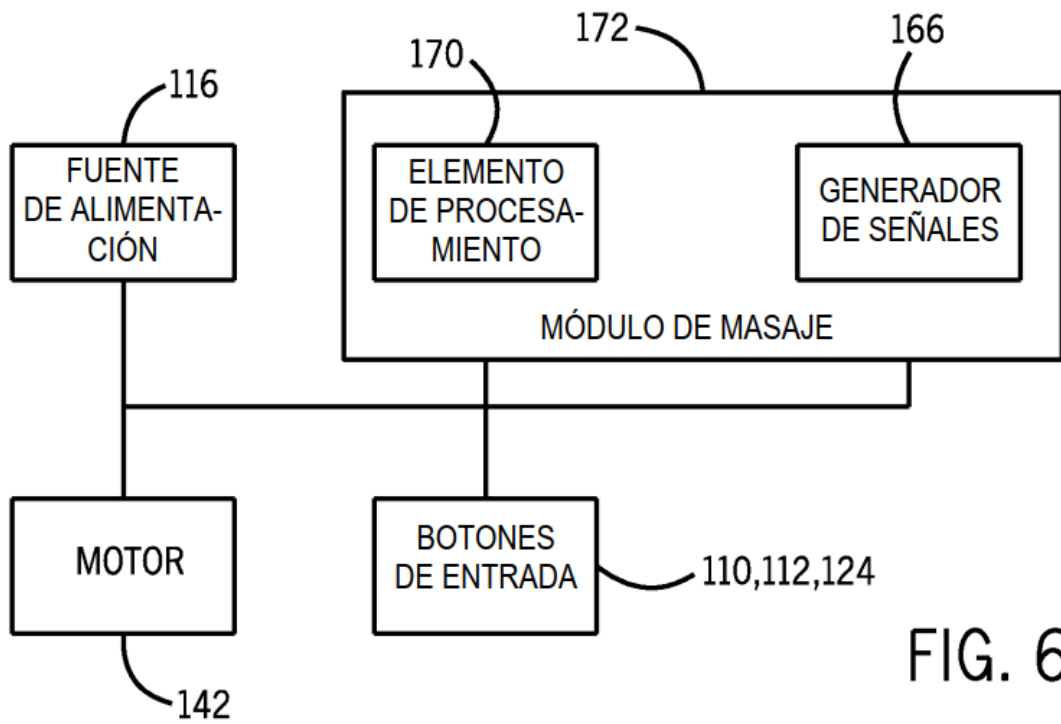 172
166
170
116
FUENTE
DE ALIMENTA-
CIÓN
ELEMENTO
DE PROCESA-
MIENTO
GENERADOR
DE SEÑALES
MÓDULO DE MASAJE
MOTOR
BOTONES
DE ENTRADA
110,112,124
142
FIG. 6